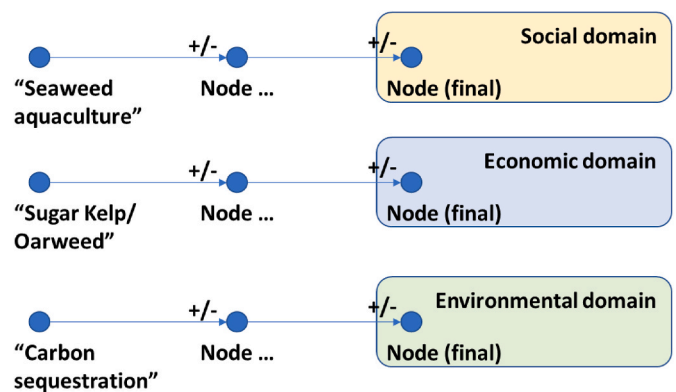 +/- +/- Social domain
“Seaweed aquaculture” Node ... Node (final)
+/- +/- Economic domain
“Sugar Kelp/ Oarweed” Node ... Node (final)
+/- +/- Environmental domain
“Carbon sequestration” Node ... Node (final)